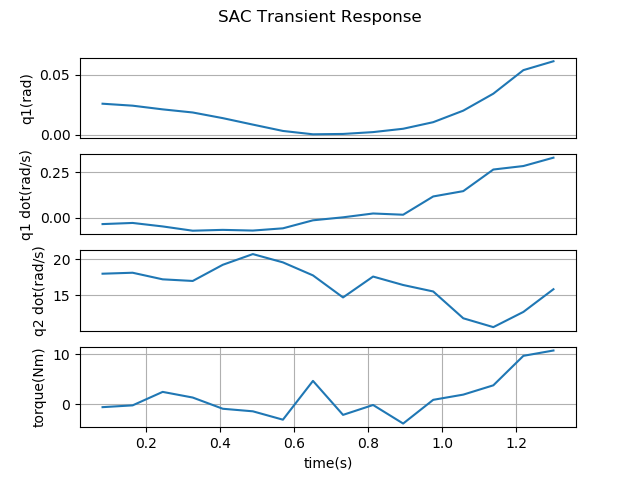 SAC Transient Response
q1(rad)
0.05
0.00
q1 dot(rad/s)
0.25
0.00
q2 dot(rad/s)
20
15
torque(Nm)
10
0
0.2 0.4 0.6 0.8 1.0 1.2
time(s)